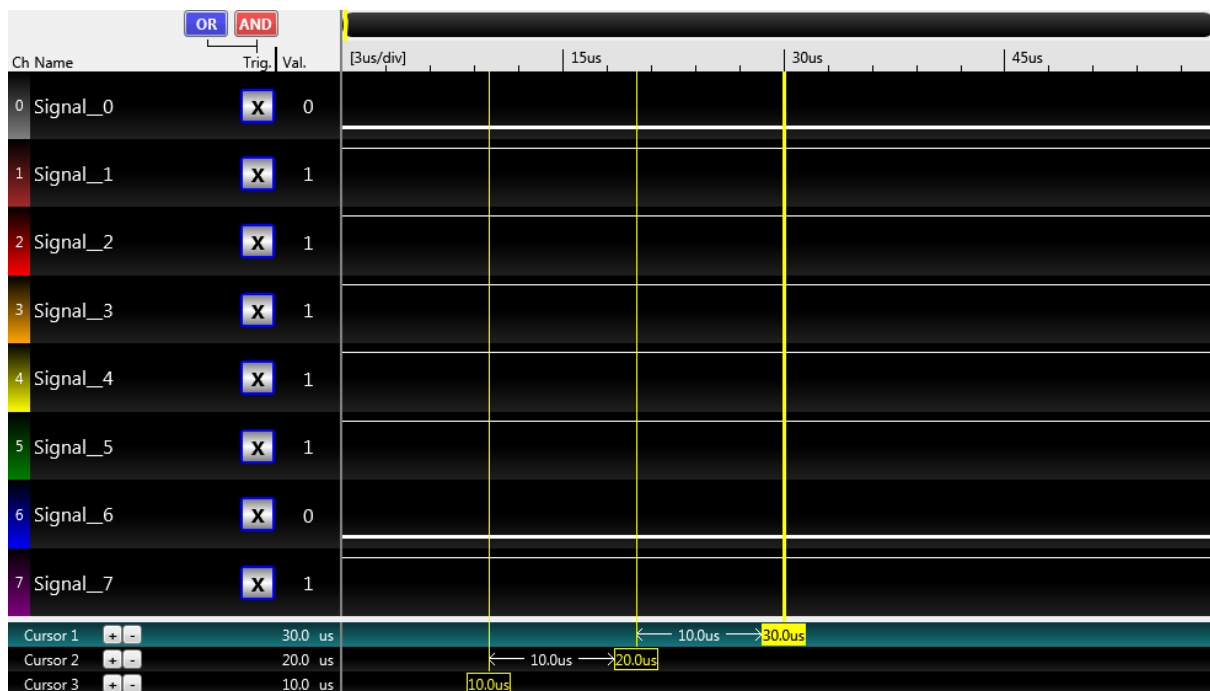 OR AND
Ch Name Trig. Val. [3us/div] 15us 30us 45us
0 Signal__0 X 0
1 Signal__1 X 1
2 Signal__2 X 1
3 Signal__3 X 1
4 Signal__4 X 1
5 Signal__5 X 1
6 Signal__6 X 0
7 Signal__7 X 1
Cursor 1 + - 30.0 us 10.0us 30.0us
Cursor 2 + - 20.0 us 10.0us 20.0us
Cursor 3 + - 10.0 us 10.0us